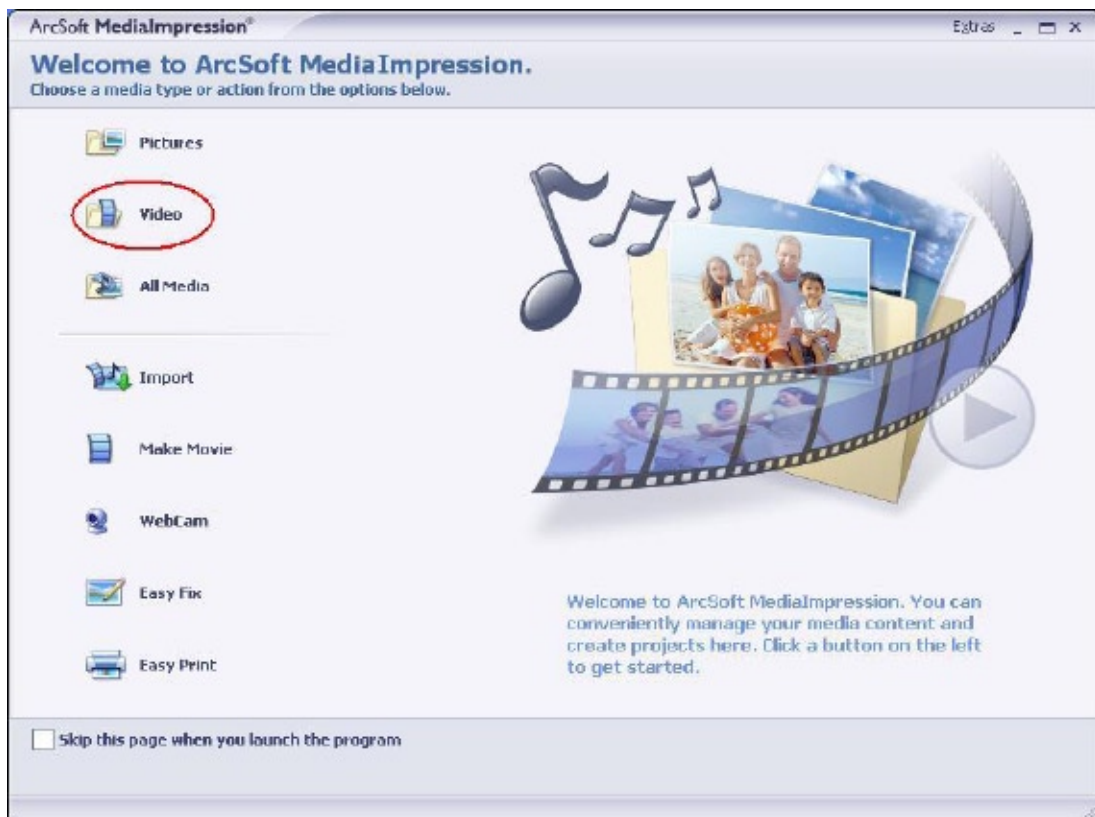 ArcSoft MediaImpression®
Extras
Welcome to ArcSoft MediaImpression.
Choose a media type or action from the options below.
Pictures
Video
All Media
Import
Make Movie
WebCam
Easy Fix
Easy Print
Welcome to ArcSoft MediaImpression. You can
conveniently manage your media content and
create projects here. Click a button on the left
to get started.
Skip this page when you launch the program